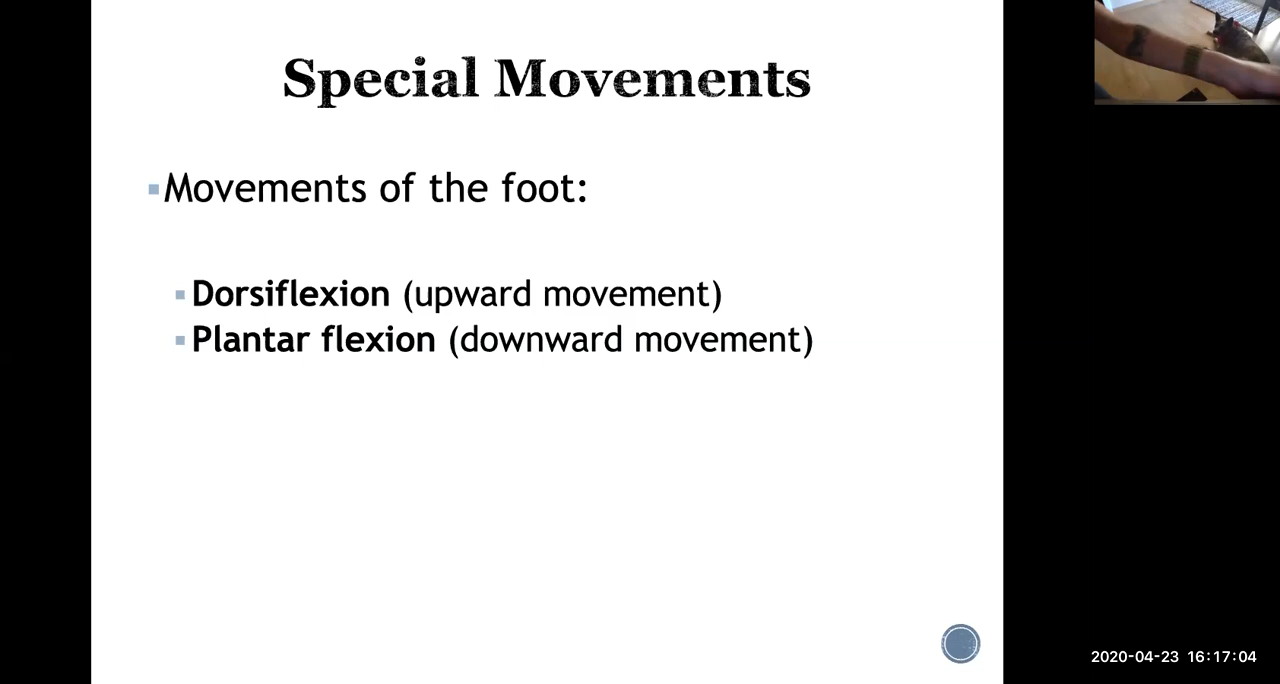 Special Movements
Movements of the foot:
Dorsiflexion (upward movement)
Plantar flexion (downward movement)
2020-04-23 16:17:04